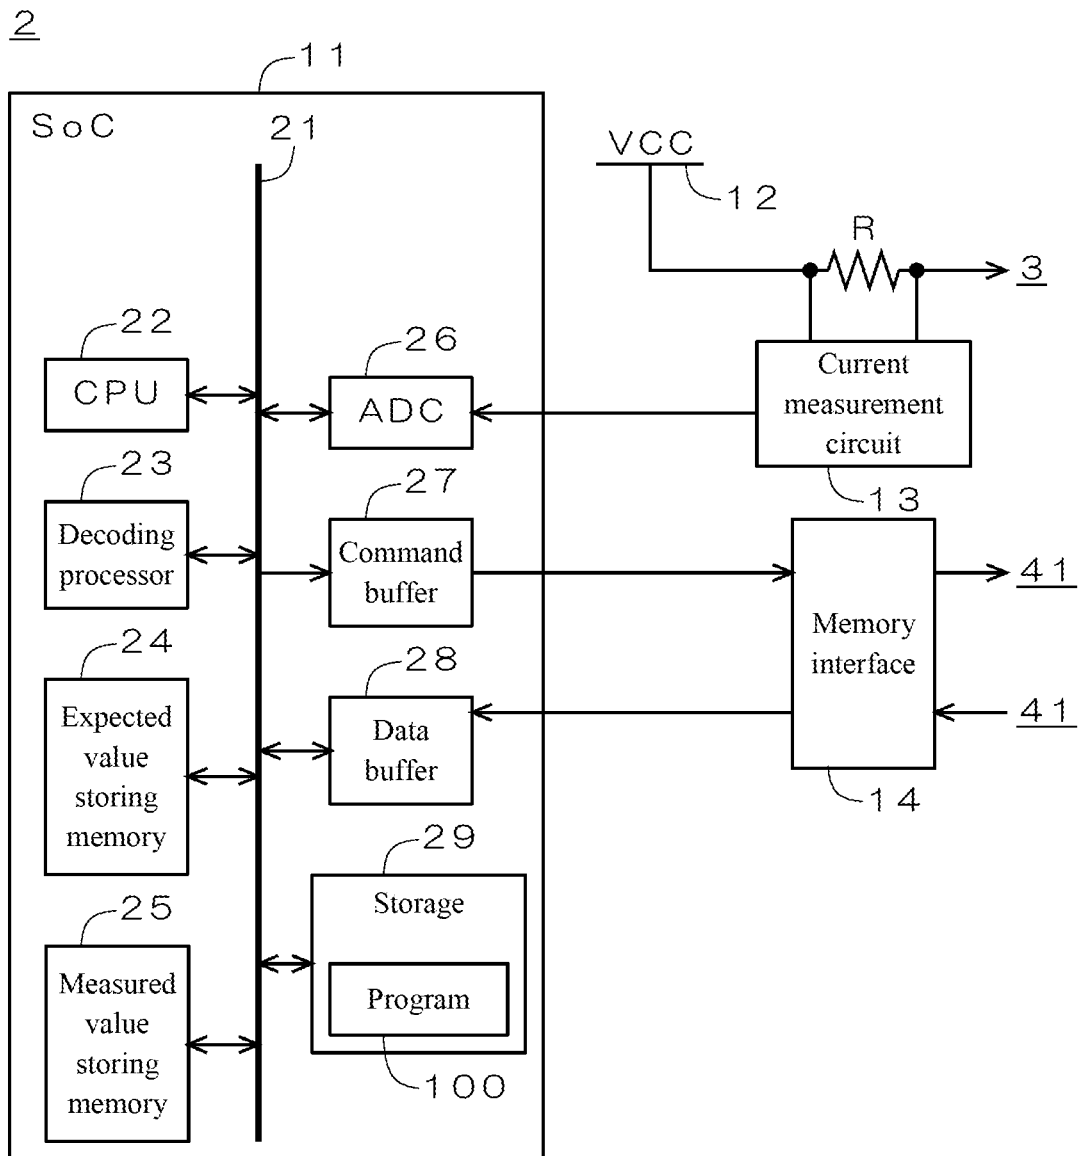 2
11
SoC
21
VCC
12
R
3
22
CPU
26
ADC
Current
measurement
circuit
13
23
Decoding
processor
27
Command
buffer
41
Memory
interface
41
14
24
Expected
value
storing
memory
28
Data
buffer
29
Storage
Program
100
25
Measured
value
storing
memory